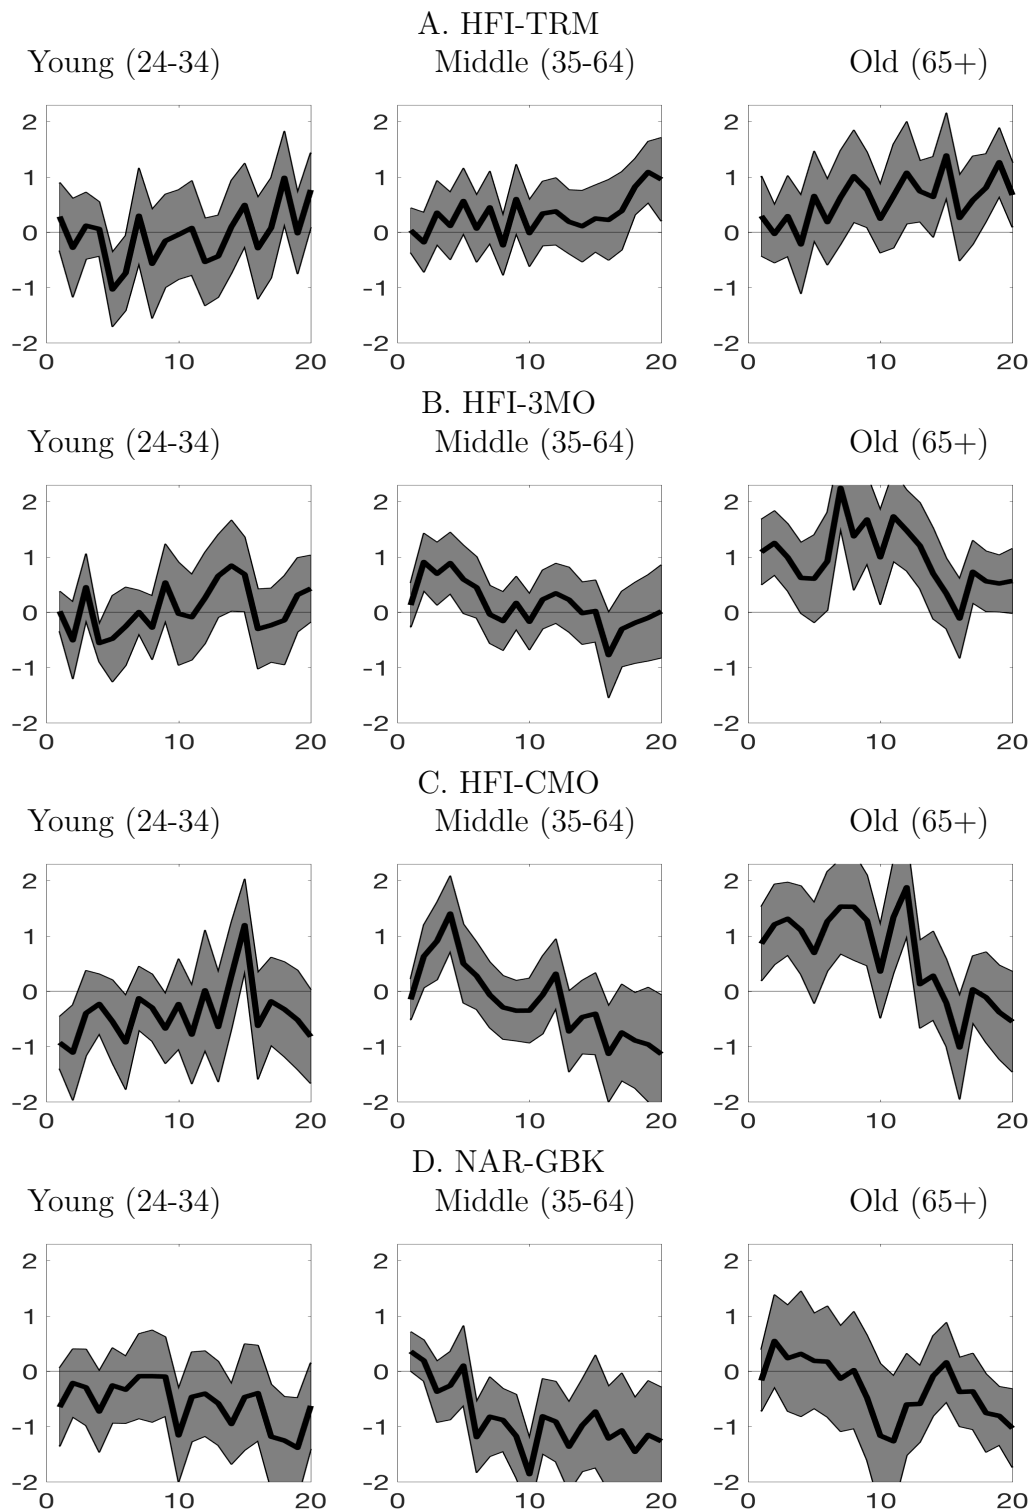 A. HFI-TRM
Young (24-34) Middle (35-64) Old (65+)
2 2 2
1 1 1
0 0 0
-1 -1 -1
-2 -2 -2
0 10 20 0 10 20 0 10 20
B. HFI-3MO
Young (24-34) Middle (35-64) Old (65+)
2 2 2
1 1 1
0 0 0
-1 -1 -1
-2 -2 -2
0 10 20 0 10 20 0 10 20
C. HFI-CMO
Young (24-34) Middle (35-64) Old (65+)
2 2 2
1 1 1
0 0 0
-1 -1 -1
-2 -2 -2
0 10 20 0 10 20 0 10 20
D. NAR-GBK
Young (24-34) Middle (35-64) Old (65+)
2 2 2
1 1 1
0 0 0
-1 -1 -1
-2 -2 -2
0 10 20 0 10 20 0 10 20